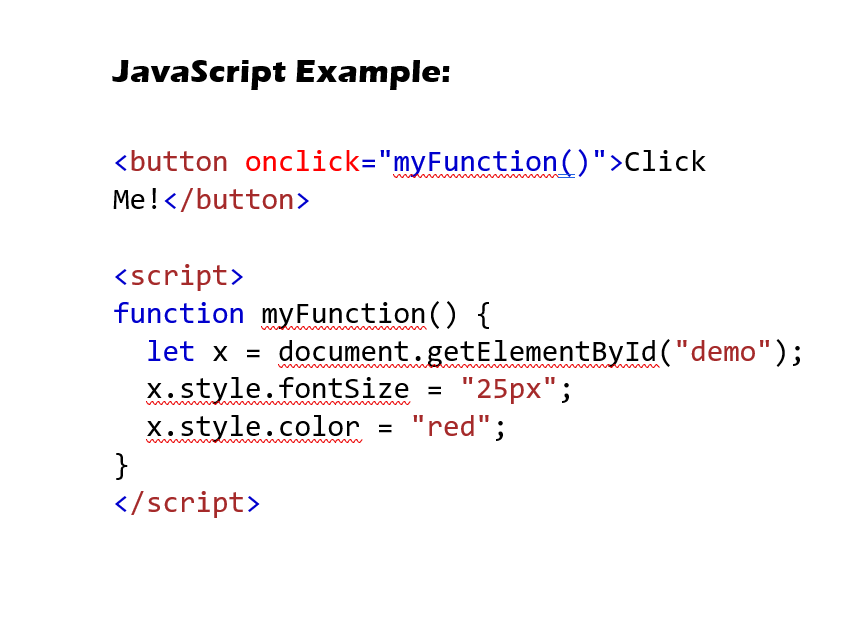 JavaScript Example:
<button onclick="myFunction()">Click
Me!</button>
<script>
function myFunction() {
  let x = document.getElementById("demo");
  x.style.fontSize = "25px";
  x.style.color = "red";
}
</script>